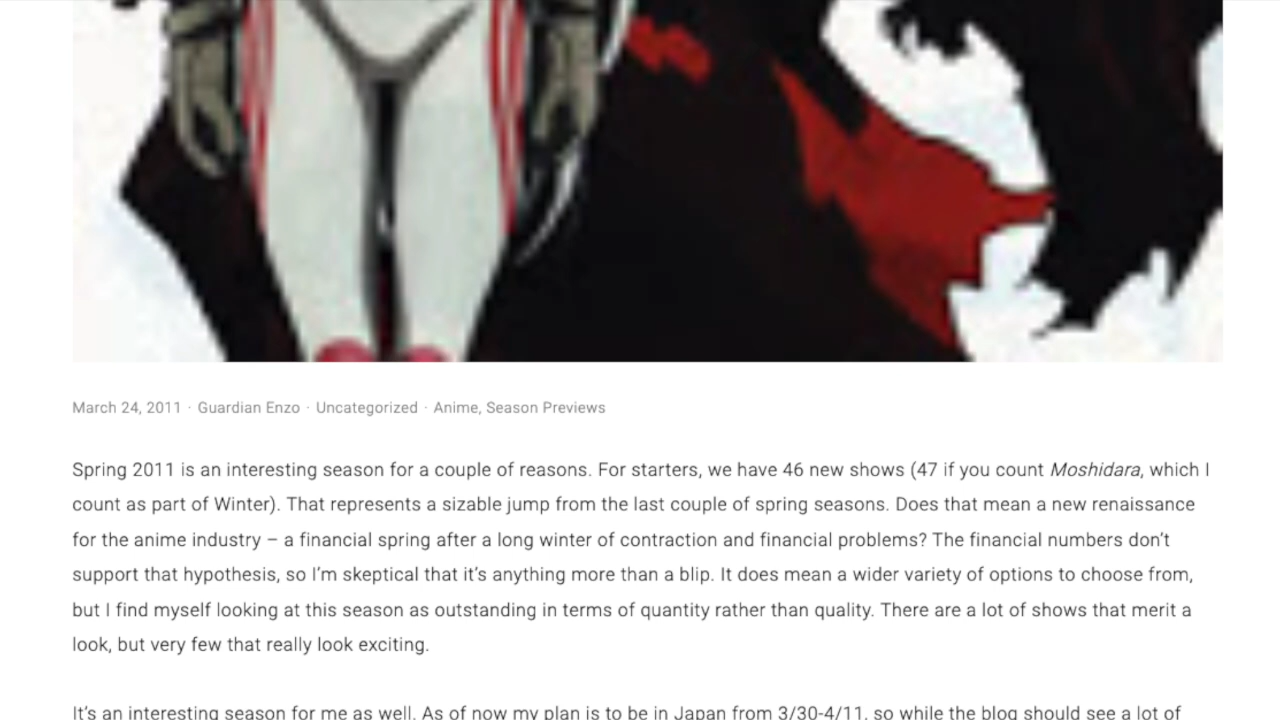 March 24, 2011 · Guardian Enzo · Uncategorized · Anime, Season Previews
Spring 2011 is an interesting season for a couple of reasons. For starters, we have 46 new shows (47 if you count Moshidara, which I
count as part of Winter). That represents a sizable jump from the last couple of spring seasons. Does that mean a new renaissance
for the anime industry – a financial spring after a long winter of contraction and financial problems? The financial numbers don’t
support that hypothesis, so I’m skeptical that it’s anything more than a blip. It does mean a wider variety of options to choose from,
but I find myself looking at this season as outstanding in terms of quantity rather than quality. There are a lot of shows that merit a
look, but very few that really look exciting.
It’s an interesting season for me as well. As of now my plan is to be in Japan from 3/30-4/11, so while the blog should see a lot of